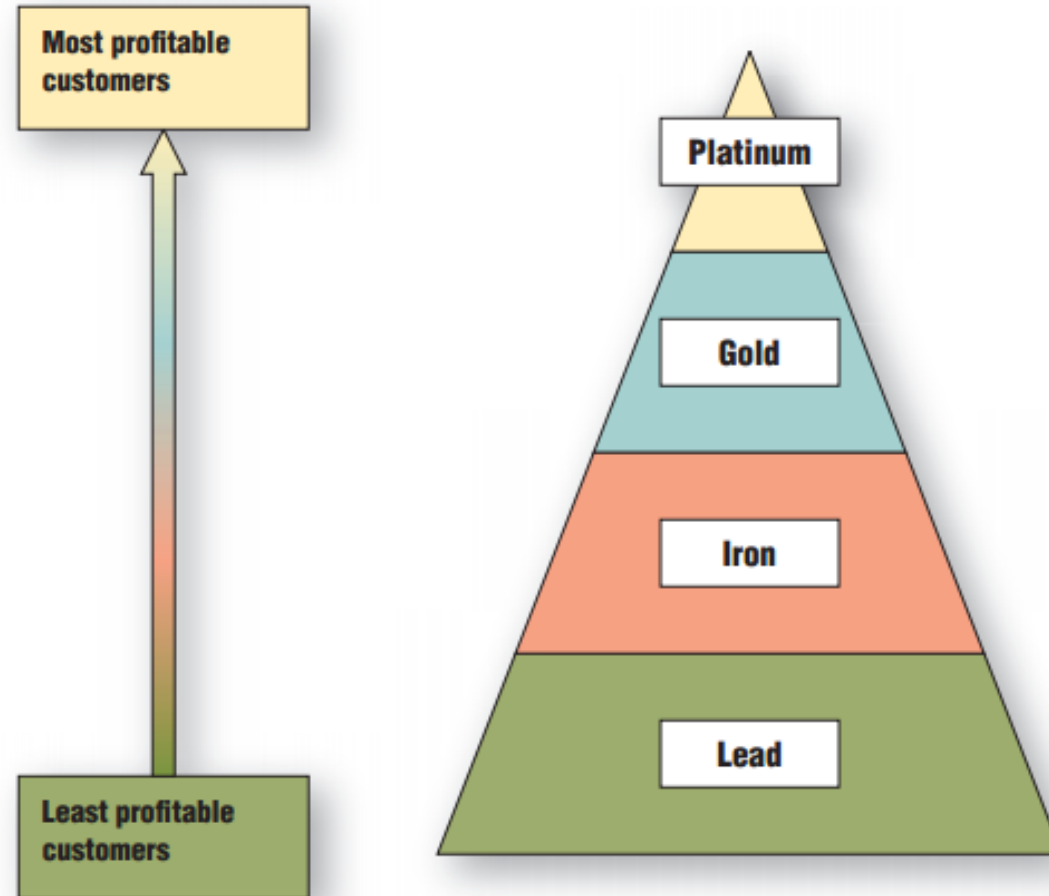 Most profitable
customers
Platinum
Gold
Iron
Lead
Least profitable
customers